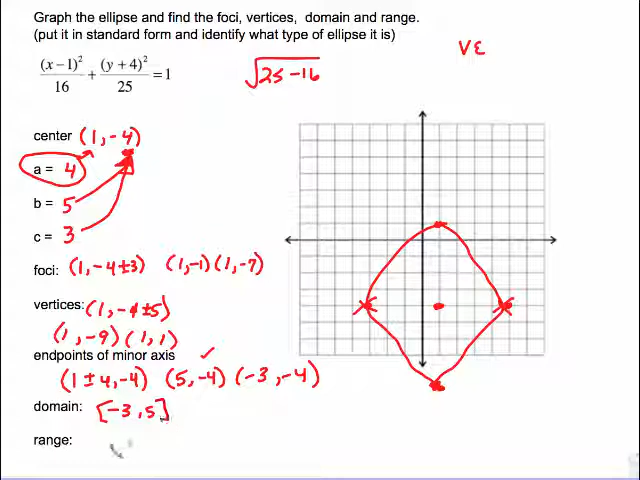 Graph the ellipse and find the foci, vertices, domain and range.
(put it in standard form and identify what type of ellipse it is)
VE
(x−1)²/16 + (y+4)²/25 = 1
√25−16
center (1,−4)
a = 4
b = 5
c = 3
foci: (1,−4±3) (1,−1) (1,−7)
vertices: (1,−4±5)
(1,−9) (1,1)
endpoints of minor axis ✓
(1±4,−4) (5,−4) (−3,−4)
domain: [−3,5]
range: